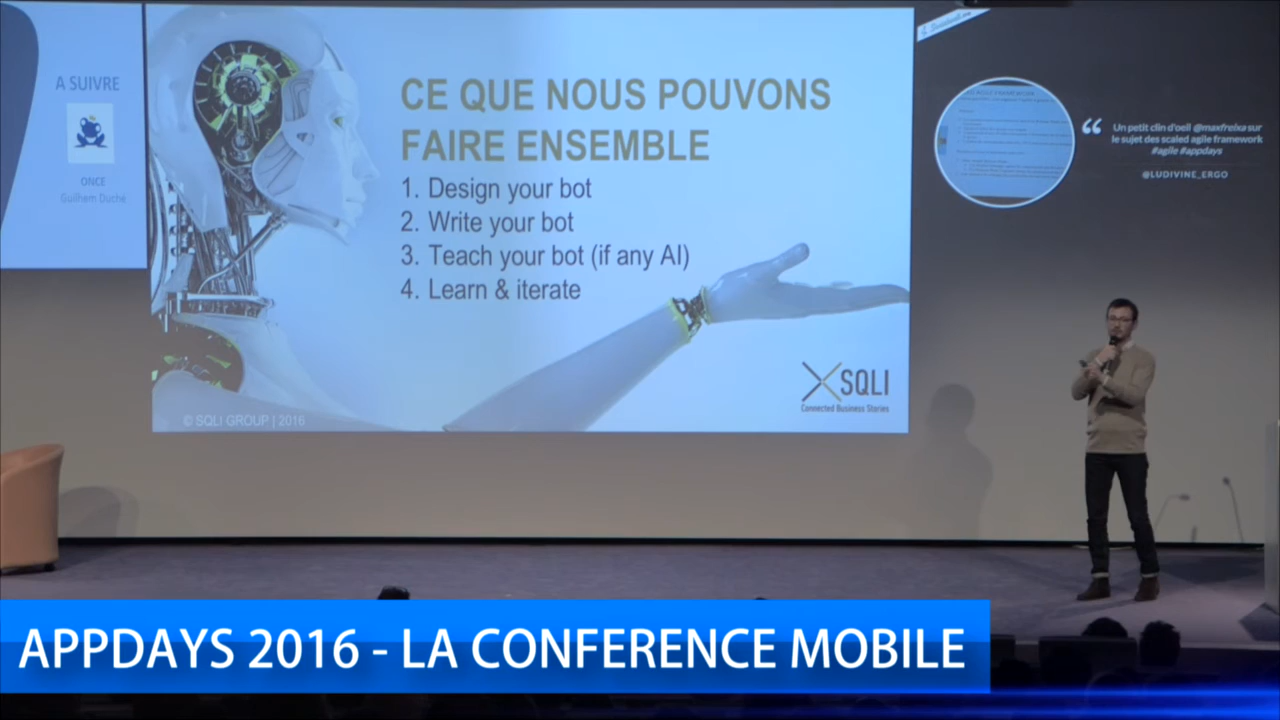 A SUIVRE
ONCE
Guilhem Duché
CE QUE NOUS POUVONS
FAIRE ENSEMBLE
1. Design your bot
2. Write your bot
3. Teach your bot (if any AI)
4. Learn & iterate
SQLI
Connected Business Stories
© SQLI GROUP | 2016
“ Un petit clin d'oeil @maxfreixa sur
le sujet des scaled agile framework
#agile #appdays
@LUDIVINE_ERGO
APPDAYS 2016 - LA CONFERENCE MOBILE